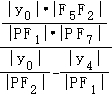 |y₀|·|F₅F₂|
|PF₁|·|PF₇|
|y₀| − y₄
|PF₂| |PF₁|